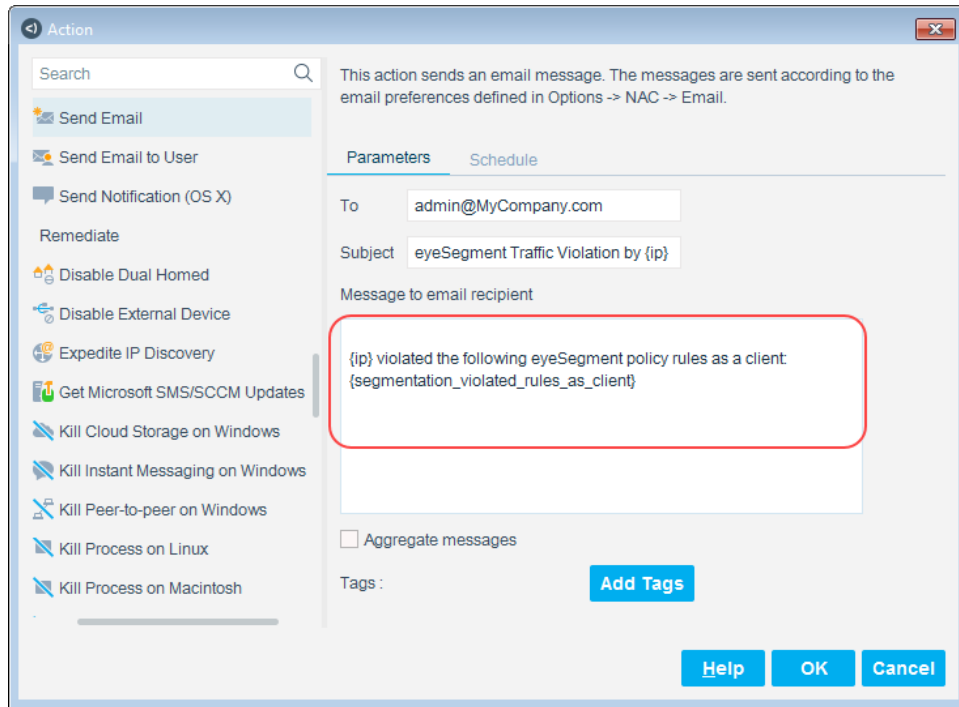 Action
Search
Send Email
Send Email to User
Send Notification (OS X)
Remediate
Disable Dual Homed
Disable External Device
Expedite IP Discovery
Get Microsoft SMS/SCCM Updates
Kill Cloud Storage on Windows
Kill Instant Messaging on Windows
Kill Peer-to-peer on Windows
Kill Process on Linux
Kill Process on Macintosh
This action sends an email message. The messages are sent according to the
email preferences defined in Options -> NAC -> Email.
Parameters Schedule
To admin@MyCompany.com
Subject eyeSegment Traffic Violation by {ip}
Message to email recipient
{ip} violated the following eyeSegment policy rules as a client:
{segmentation_violated_rules_as_client}
Aggregate messages
Tags : Add Tags
Help OK Cancel